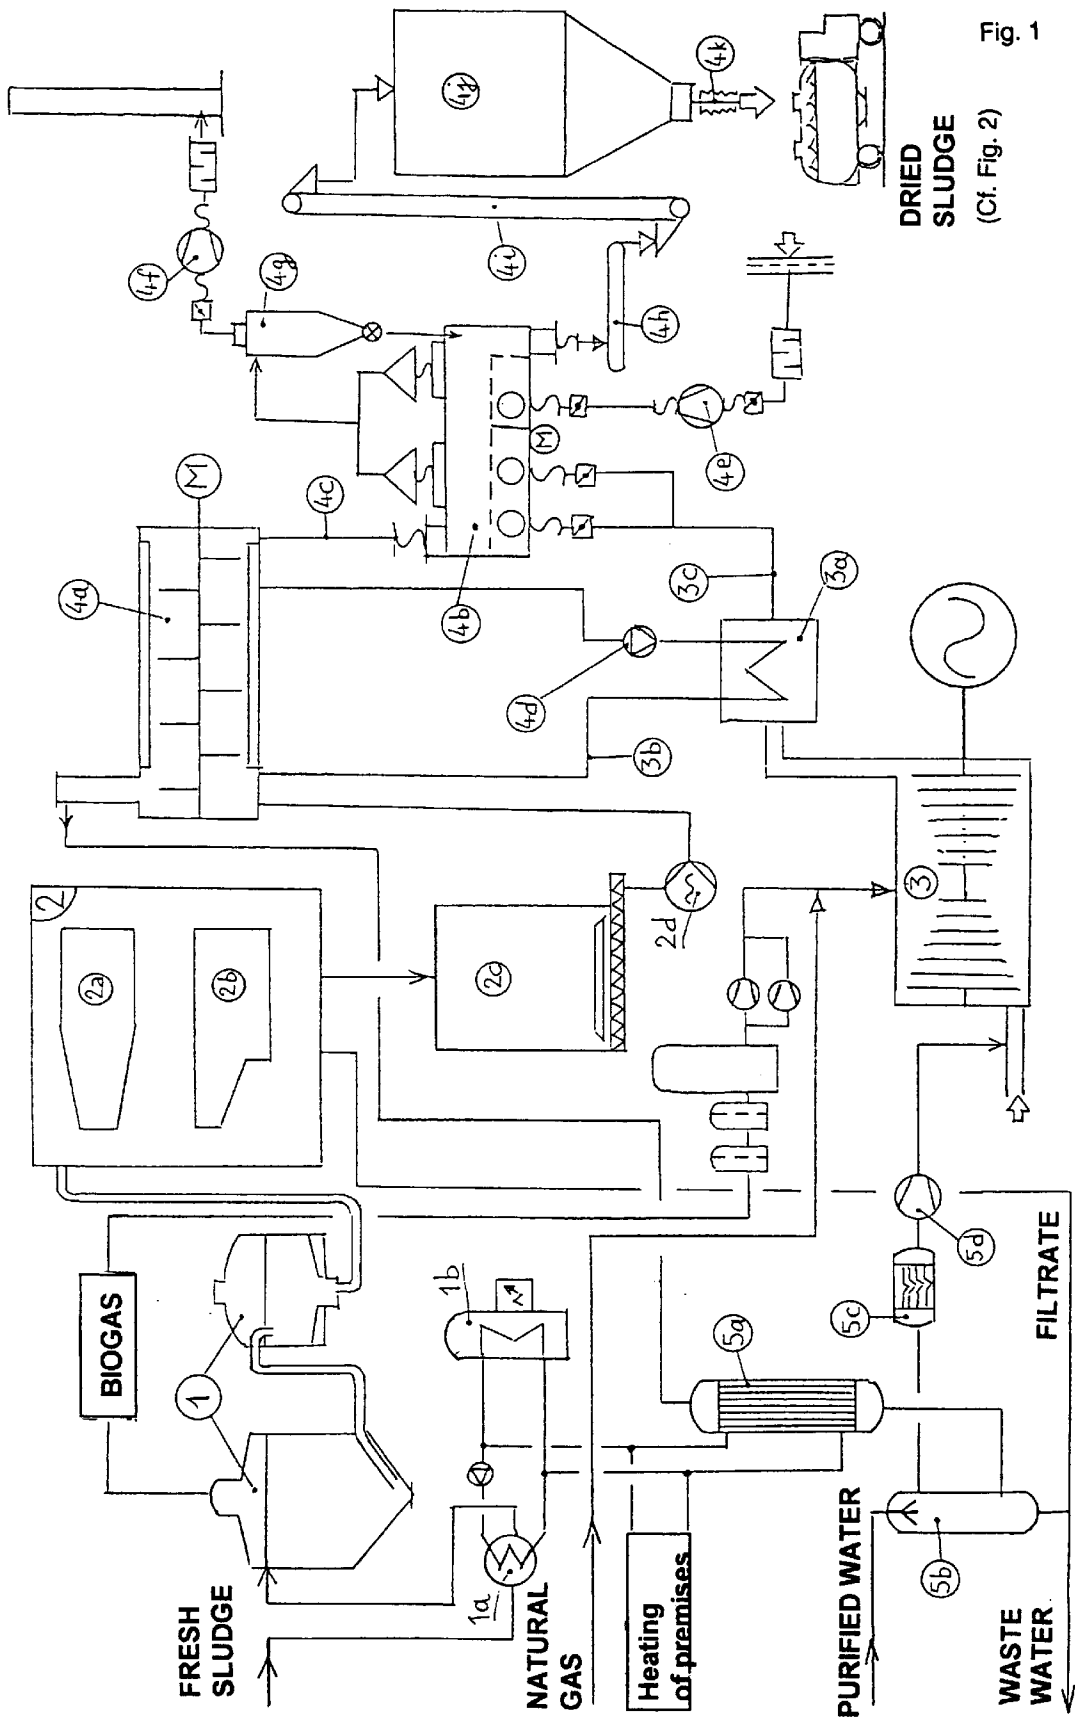 Fig. 1
FRESH
SLUDGE
BIOGAS
1
1a
1b
2
2a
2b
2c
2d
NATURAL
GAS
Heating
of premises
PURIFIED WATER
WASTE
WATER
FILTRATE
5a
5b
5c
5d
3
3a
3b
3c
4a
M
4b
M
4c
4d
4e
4f
4g
4h
4i
4j
4k
DRIED
SLUDGE
(Cf. Fig. 2)